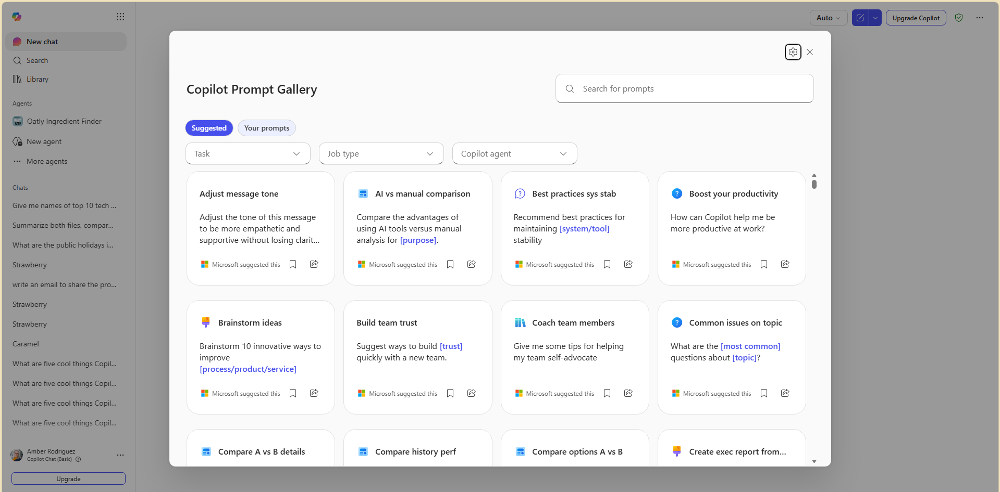 New chat
Search
Library
Agents
Oatly Ingredient Finder
New agent
More agents
Chats
Give me names of top 10 tech ...
Summarize both files, compar...
What are the public holidays i...
Strawberry
write an email to share the pro...
Strawberry
Strawberry
Caramel
What are five cool things Copil...
What are five cool things Copil...
What are five cool things Copil...
What are five cool things Copil...
Amber Rodriguez
Copilot Chat (Basic)
Upgrade
Auto
Upgrade Copilot
Copilot Prompt Gallery
Search for prompts
Suggested
Your prompts
Task
Job type
Copilot agent
Adjust message tone
Adjust the tone of this message
to be more empathetic and
supportive without losing clarit...
Microsoft suggested this
AI vs manual comparison
Compare the advantages of
using AI tools versus manual
analysis for [purpose].
Microsoft suggested this
Best practices sys stab
Recommend best practices for
maintaining [system/tool]
stability
Microsoft suggested this
Boost your productivity
How can Copilot help me be
more productive at work?
Microsoft suggested this
Brainstorm ideas
Brainstorm 10 innovative ways to
improve
[process/product/service]
Microsoft suggested this
Build team trust
Suggest ways to build [trust]
quickly with a new team.
Microsoft suggested this
Coach team members
Give me some tips for helping
my team self-advocate
Microsoft suggested this
Common issues on topic
What are the [most common]
questions about [topic]?
Microsoft suggested this
Compare A vs B details
Compare history perf
Compare options A vs B
Create exec report from...